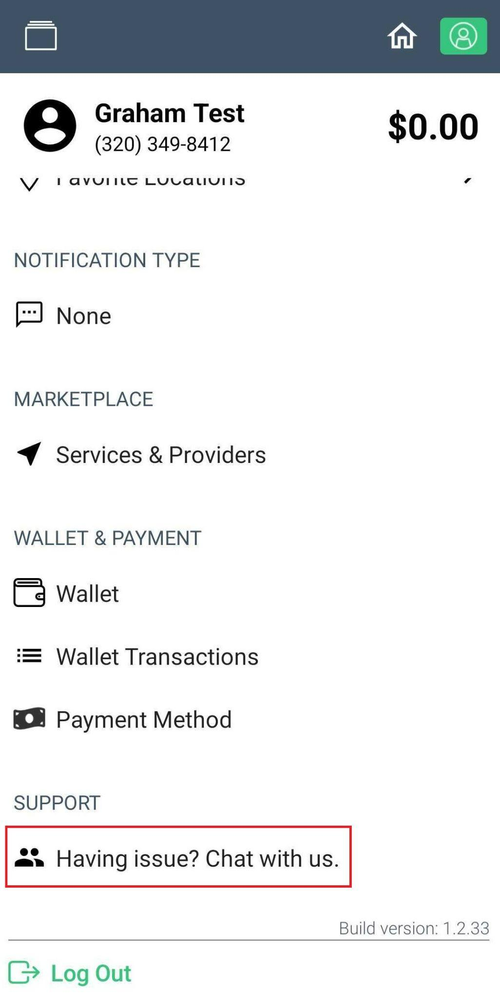 Graham Test
$0.00
(320) 349-8412
Favorite Locations
NOTIFICATION TYPE
None
MARKETPLACE
Services & Providers
WALLET & PAYMENT
Wallet
Wallet Transactions
Payment Method
SUPPORT
Having issue? Chat with us.
Build version: 1.2.33
Log Out